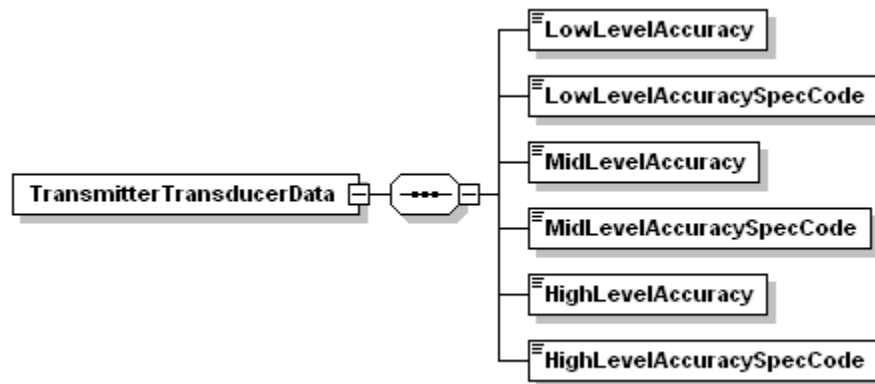 LowLevelAccuracy
LowLevelAccuracySpecCode
MidLevelAccuracy
TransmitterTransducerData
MidLevelAccuracySpecCode
HighLevelAccuracy
HighLevelAccuracySpecCode